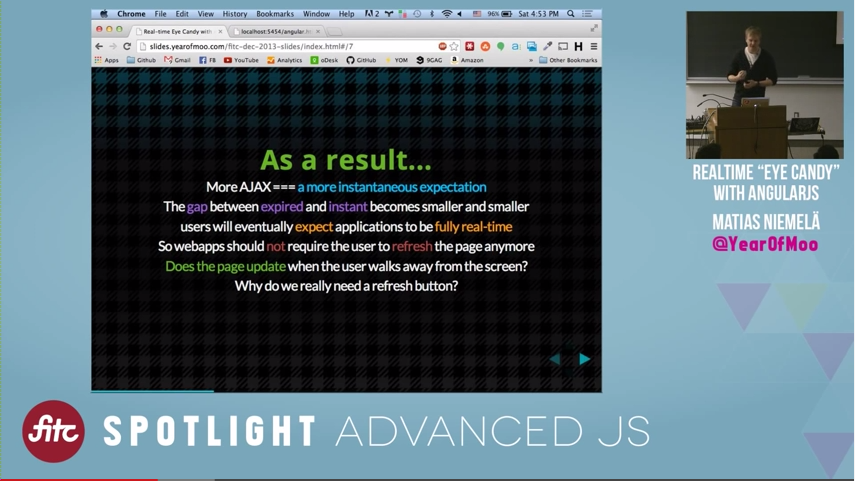 Chrome File Edit View History Bookmarks Window Help
2 96% Sat 4:53 PM
Real-time Eye Candy with
localhost:5454/angular.h
slides.yearofmoo.com/fitc-dec-2013-slides/index.html#/7
Apps Github Gmail FB YouTube Analytics oDesk GitHub YOM 9GAG Amazon » Other Bookmarks
As a result...
More AJAX === a more instantaneous expectation
The gap between expired and instant becomes smaller and smaller
users will eventually expect applications to be fully real-time
So webapps should not require the user to refresh the page anymore
Does the page update when the user walks away from the screen?
Why do we really need a refresh button?
REALTIME “EYE CANDY”
WITH ANGULARJS
MATIAS NIEMELÄ
@YearOfMoo
fitc SPOTLIGHT ADVANCED JS